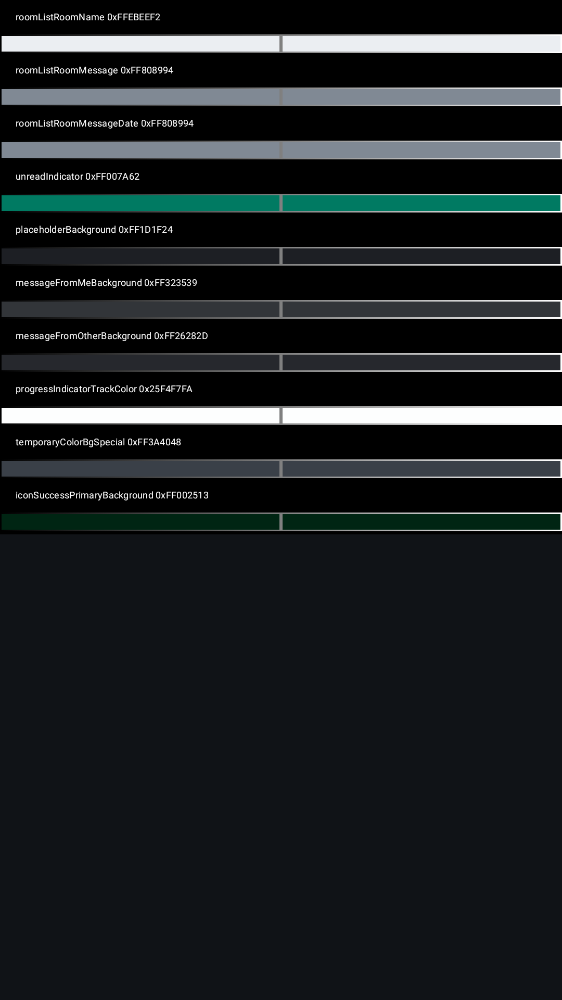 roomListRoomName 0xFFEBEEF2
roomListRoomMessage 0xFF808994
roomListRoomMessageDate 0xFF808994
unreadIndicator 0xFF007A62
placeholderBackground 0xFF1D1F24
messageFromMeBackground 0xFF323539
messageFromOtherBackground 0xFF26282D
progressIndicatorTrackColor 0x25F4F7FA
temporaryColorBgSpecial 0xFF3A4048
iconSuccessPrimaryBackground 0xFF002513